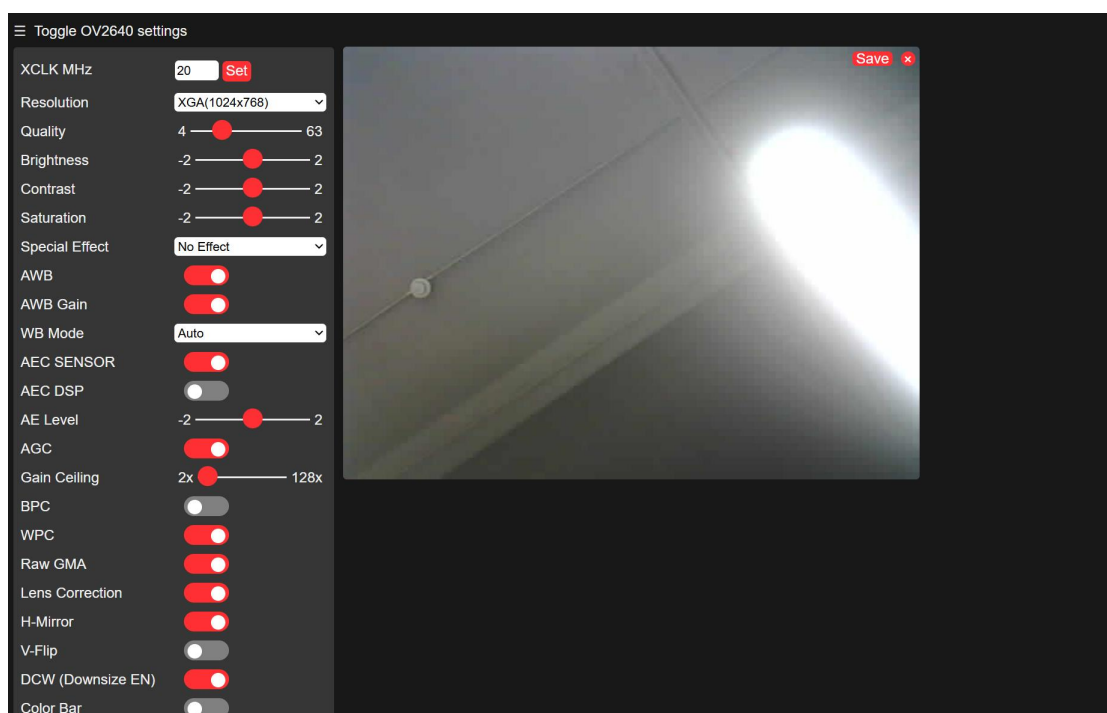 ☰ Toggle OV2640 settings
XCLK MHz 20 Set
Resolution XGA(1024x768)
Quality 4 63
Brightness -2 2
Contrast -2 2
Saturation -2 2
Special Effect No Effect
AWB
AWB Gain
WB Mode Auto
AEC SENSOR
AEC DSP
AE Level -2 2
AGC
Gain Ceiling 2x 128x
BPC
WPC
Raw GMA
Lens Correction
H-Mirror
V-Flip
DCW (Downsize EN)
Color Bar
Save ×